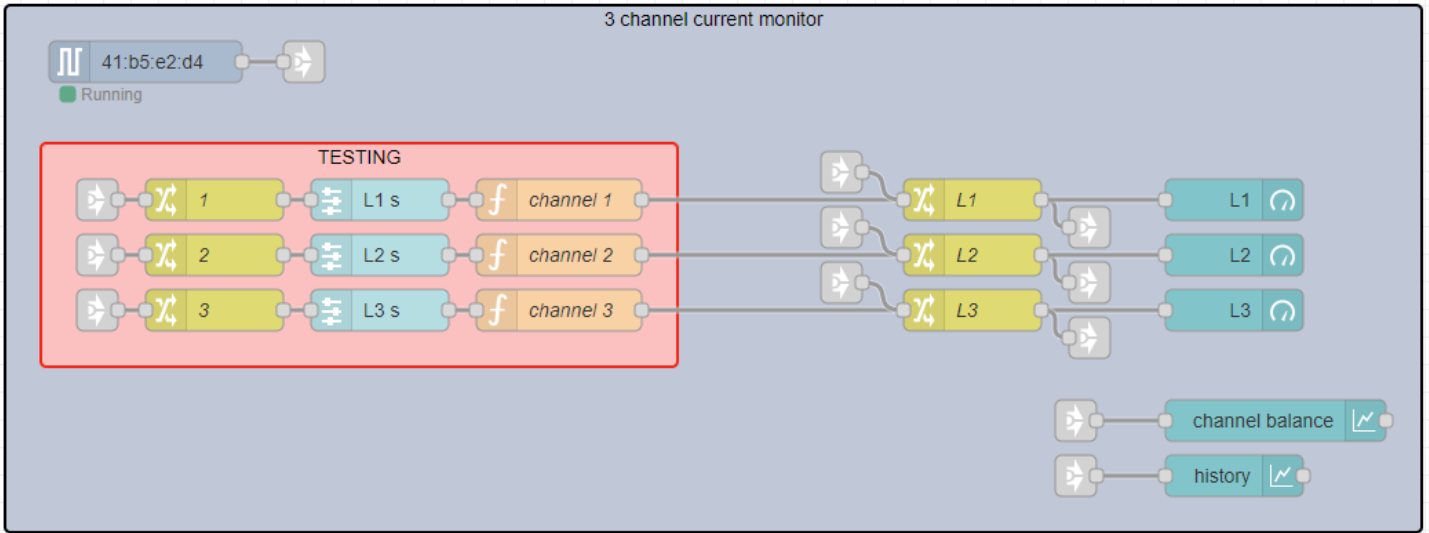 3 channel current monitor
41:b5:e2:d4
Running
TESTING
1 L1 s channel 1 L1 L1
2 L2 s channel 2 L2 L2
3 L3 s channel 3 L3 L3
channel balance
history